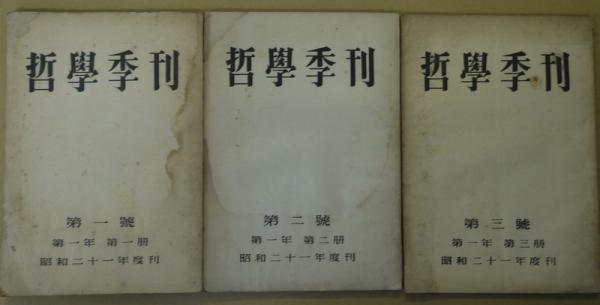 哲學季刊
第一號
第一年 第一册
昭和二十一年度刊
哲學季刊
第二號
第一年 第二册
昭和二十一年度刊
哲學季刊
第三號
第一年 第三册
昭和二十一年度刊